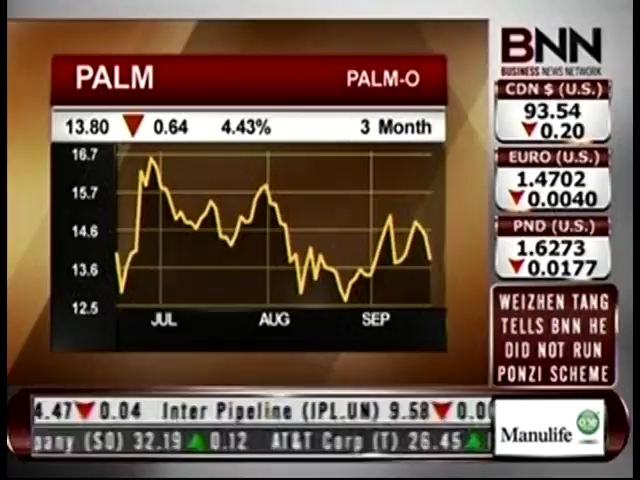 PALM PALM-O
13.80 0.64 4.43% 3 Month
16.7
15.7
14.6
13.6
12.5
JUL AUG SEP
BNN
BUSINESS NEWS NETWORK
CDN $ (U.S.)
93.54
0.20
EURO (U.S.)
1.4702
0.0040
PND (U.S.)
1.6273
0.0177
WEIZHEN TANG
TELLS BNN HE
DID NOT RUN
PONZI SCHEME
4.47 0.04 Inter Pipeline (IPL.UN) 9.58 0.0
pany (SO) 32.19 0.12 AT&T Corp (T) 26.45
Manulife